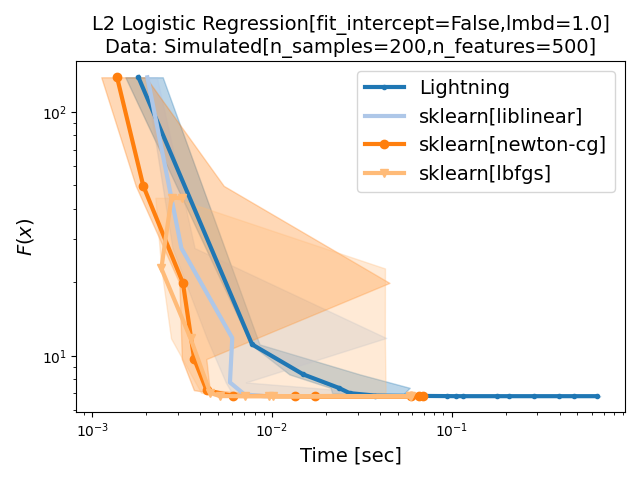 L2 Logistic Regression[fit_intercept=False,lmbd=1.0]
Data: Simulated[n_samples=200,n_features=500]
Lightning
sklearn[liblinear]
sklearn[newton-cg]
sklearn[lbfgs]
F(x)
10²
10¹
10⁻³ 10⁻² 10⁻¹
Time [sec]